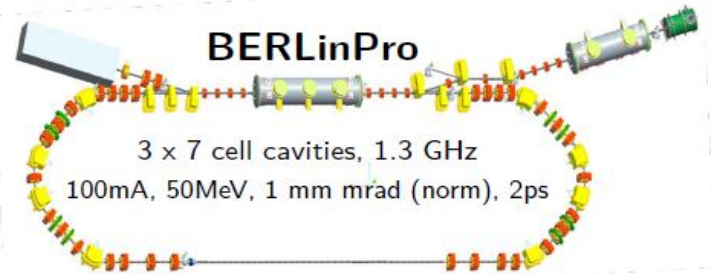 BERLinPro
3 x 7 cell cavities, 1.3 GHz
100mA, 50MeV, 1 mm mrad (norm), 2ps